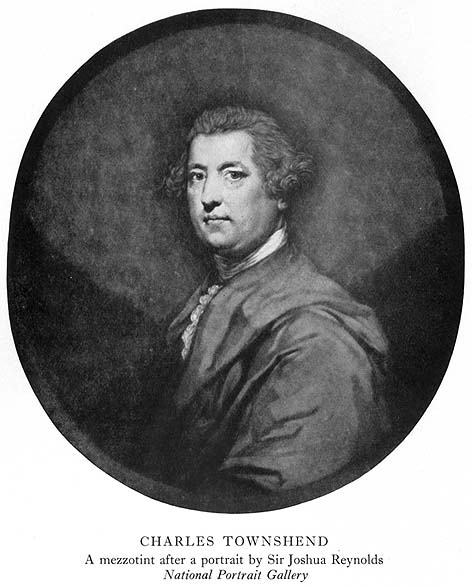 CHARLES TOWNSHEND
A mezzotint after a portrait by Sir Joshua Reynolds
National Portrait Gallery